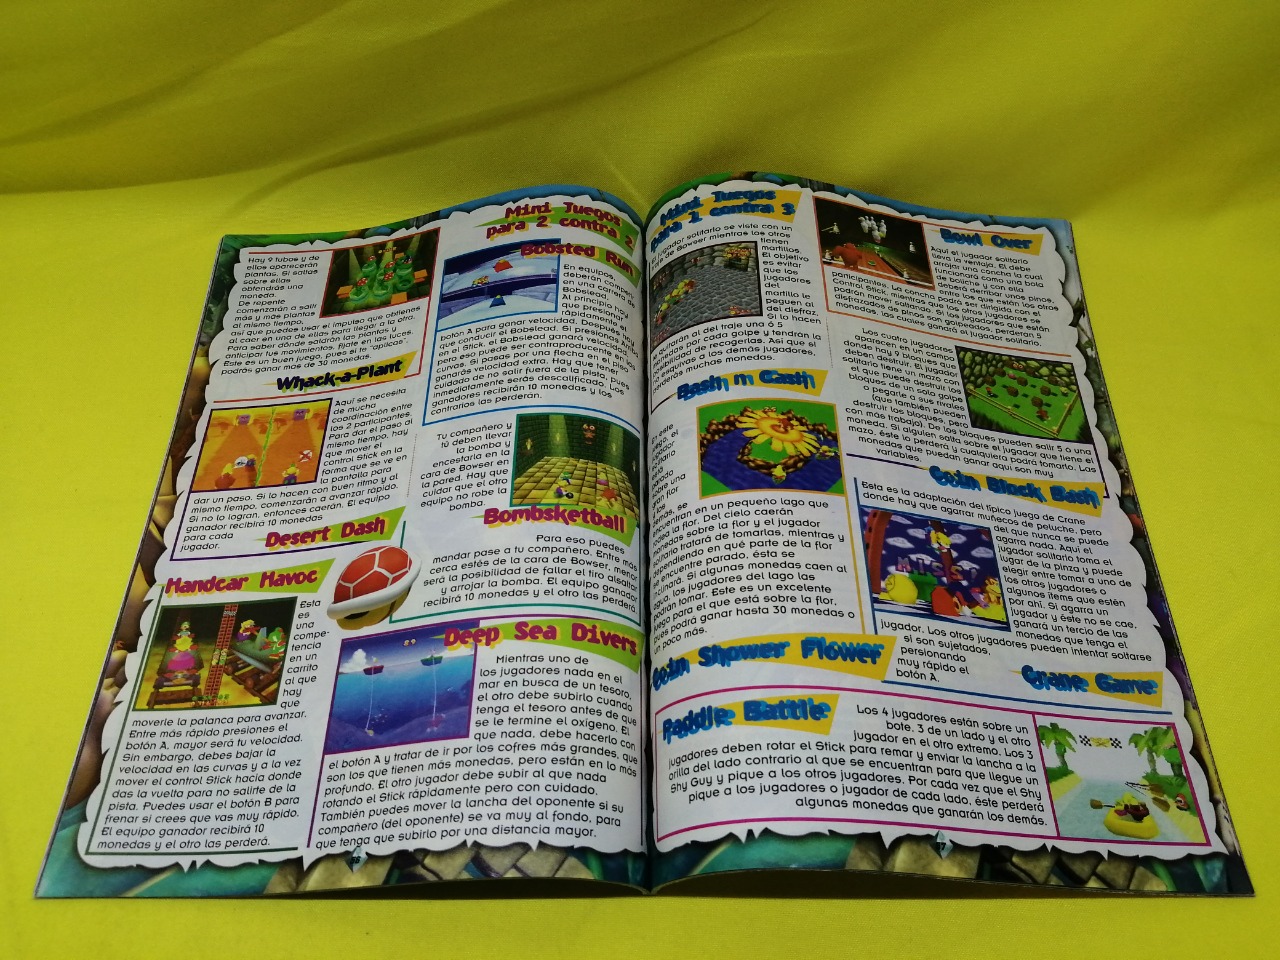 Hay 9 tubos y de
ellos aparecerán
plantas. Si saltas
sobre ellas
obtendrás una
moneda.
De repente
comenzarán a salir
más y más plantas
al mismo tiempo,
así que puedes usar el impulso que obtienes
al caer en una de ellas para llegar a la otra.
Para saber dónde saldrán las plantas y
anticipar tus movimientos, fíjate en las luces.
Este es un buen juego, pues si te "aplicas",
podrás ganar mas de 30 monedas.
Whack-a-Plant
Aquí se necesita
de mucha
coordinación entre
los 2 participantes.
Para dar el paso al
mismo tiempo, hay
que mover el
control Stick en la
forma que se ve en
la pantalla para
dar un paso. Si lo hacen con buen ritmo y al
mismo tiempo, comenzarán a avanzar rápido.
Si no lo logran, entonces caerán. El equipo
ganador recibirá 10 monedas
para cada
jugador.
Desert Dash
Handcar Havoc
Esta
es
una
compe-
tencia
en un
carrito
al que
hay
que
moverle la palanca para avanzar.
Entre más rápido presiones el
botón A, mayor será tu velocidad.
Sin embargo, debes bajar la
velocidad en las curvas y a la vez
mover el control Stick hacia donde
das la vuelta para no salirte de la
pista. Puedes usar el botón B para
frenar si crees que vas muy rápido.
El equipo ganador recibirá 10
monedas y el otro las perderá.
Mini Juegos
para 2 contra 2
Bobsted Run
En equipos,
deberán competir
en una carrera de
Bobslead.
Al principio, hay
que presionar
rápidamente el
botón A para ganar velocidad. Después hay
que conducir el Bobslead. Si presionas hacia
en el Stick, el Bobslead ganará velocidad,
pero eso puede ser contraproducente en las
curvas. Si pasas por una flecha en el piso
ganarás velocidad extra. Hay que tener
cuidado de no salir fuera de la pista, pues
inmediatamente serás descalificado. Los
ganadores recibirán 10 monedas y los
contrarios las perderán.
Tu compañero y
tú deben llevar
la bomba y
encestarla en la
cara de Bowser en
la pared. Hay que
cuidar que el otro
equipo no robe la
bomba.
Bombsketball
Para eso puedes
mandar pase a tu compañero. Entre más
cerca estés de la cara de Bowser, menor
será la posibilidad de fallar el tiro al saltar
y arrojar la bomba. El equipo ganador
recibirá 10 monedas y el otro las perderá.
Deep Sea Divers
Mientras uno de
los jugadores nada en el
mar en busca de un tesoro,
el otro debe subirlo cuando
tenga el tesoro antes de que
se le termine el oxígeno. El
que nada, debe hacerlo con
el botón A y tratar de ir por los cofres más grandes, que
son los que tienen más monedas, pero están en lo más
profundo. El otro jugador debe subir al que nada
rotando el Stick rápidamente pero con cuidado.
También puedes mover la lancha del oponente si su
compañero (del oponente) se va muy al fondo, para
que tenga que subirlo por una distancia mayor.
56
Mini Juegos
para 1 contra 3
El jugador solitario se viste con un
traje de Bowser mientras los otros
tienen
martillos.
El objetivo
es evitar
que los
jugadores
del
martillo le
peguen al
del disfraz.
Si lo hacen
le quitarán al del traje una ó 5
monedas por cada golpe y tendrán la
posibilidad de recogerlas. Así que si
no esquivas a los demás jugadores,
perderás muchas monedas.
Bash n Cash
En este
juego, el
jugador
solitario
está
parado
sobre una
gran flor
y los
demás, se
encuentran en un pequeño lago que
rodea la flor. Del cielo caerán
monedas sobre la flor y el jugador
solitario tratará de tomarlas, mientras y
dependiendo en qué parte de la flor
se encuentre parado, ésta se
inclinará. Si algunas monedas caen al
agua, los jugadores del lago las
podrán tomar. Este es un excelente
juego para el que está sobre la flor,
pues podrá ganar hasta 30 monedas o
un poco más.
Coin Shower Flower
Bowl Over
Aquí el jugador solitario
lleva la ventaja. El debe
arrojar una concha la cual
funcionará como una bola
de boliche y con ella
deberá derribar unos pinos,
entre los que están los otros
participantes. La concha podrá ser dirigida con el
Control Stick, mientras que los otros jugadores se
podrán mover saltando. Si los jugadores que están
disfrazados de pinos son golpeados, perderán 5
monedas, las cuales ganará su jugador solitario.
Los cuatro jugadores
aparecen en un campo
donde hay 9 bloques que
deben destruir. El jugador
solitario tiene un mazo con
el que puede destruir los
bloques de un solo golpe
o pegarle a sus rivales
(que también pueden
destruir los bloques, pero
con más trabajo). De los bloques pueden salir 5 o una
moneda. Si alguien salta sobre el jugador que tiene el
mazo, éste lo perderá y cualquiera podrá tomarlo. Las
monedas que puedan ganar aquí son muy
variables.
Coin Block Bash
Esta es la adaptación del típico juego de Crane
donde hay que agarrar muñecos de peluche, pero
del que nunca se puede
agarra nada. Aquí el
jugador solitario toma el
lugar de la pinza y puede
elegir entre tomar a uno de
los otros jugadores o
algunos items que estén
por ahí. Si agarra un
jugador y éste no se cae,
ganará un tercio de las
monedas que tenga el
jugador. Los otros jugadores pueden intentar soltarse
si son sujetados,
persionando
muy rápido el
botón A.
Crane Game
Paddle Battle
Los 4 jugadores están sobre un
bote, 3 de un lado y el otro
jugador en el otro extremo. Los 3
jugadores deben rotar el Stick para remar y enviar la lancha a la
orilla del lado contrario al que se encuentran para que llegue un
Shy Guy y pique a los otros jugadores. Por cada vez que el Shy
pique a los jugadores o jugador de cada lado, éste perderá
algunas monedas que ganarán los demás.
67